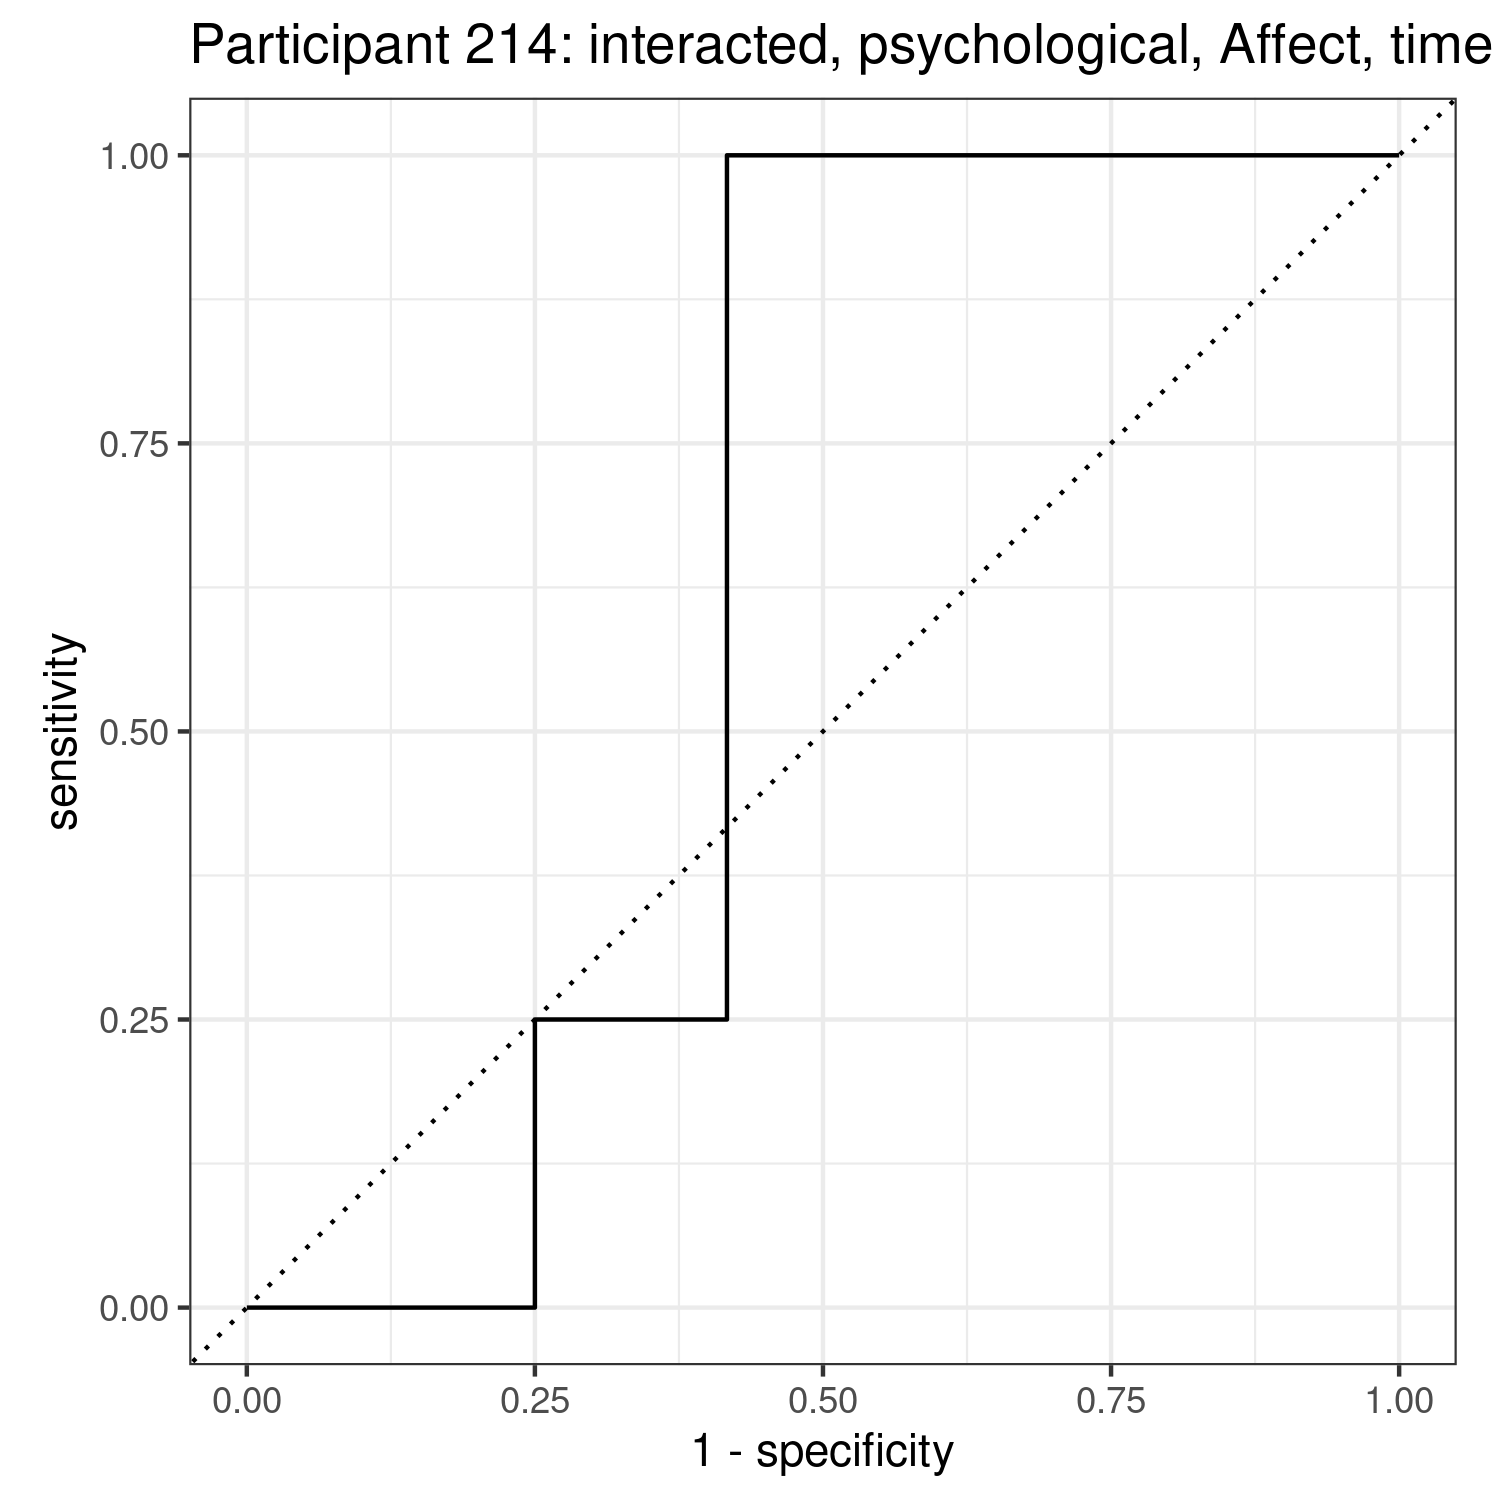 Participant 214: interacted, psychological, Affect, time
1.00
0.75
0.50
0.25
0.00
sensitivity
0.00 0.25 0.50 0.75 1.00
1 - specificity